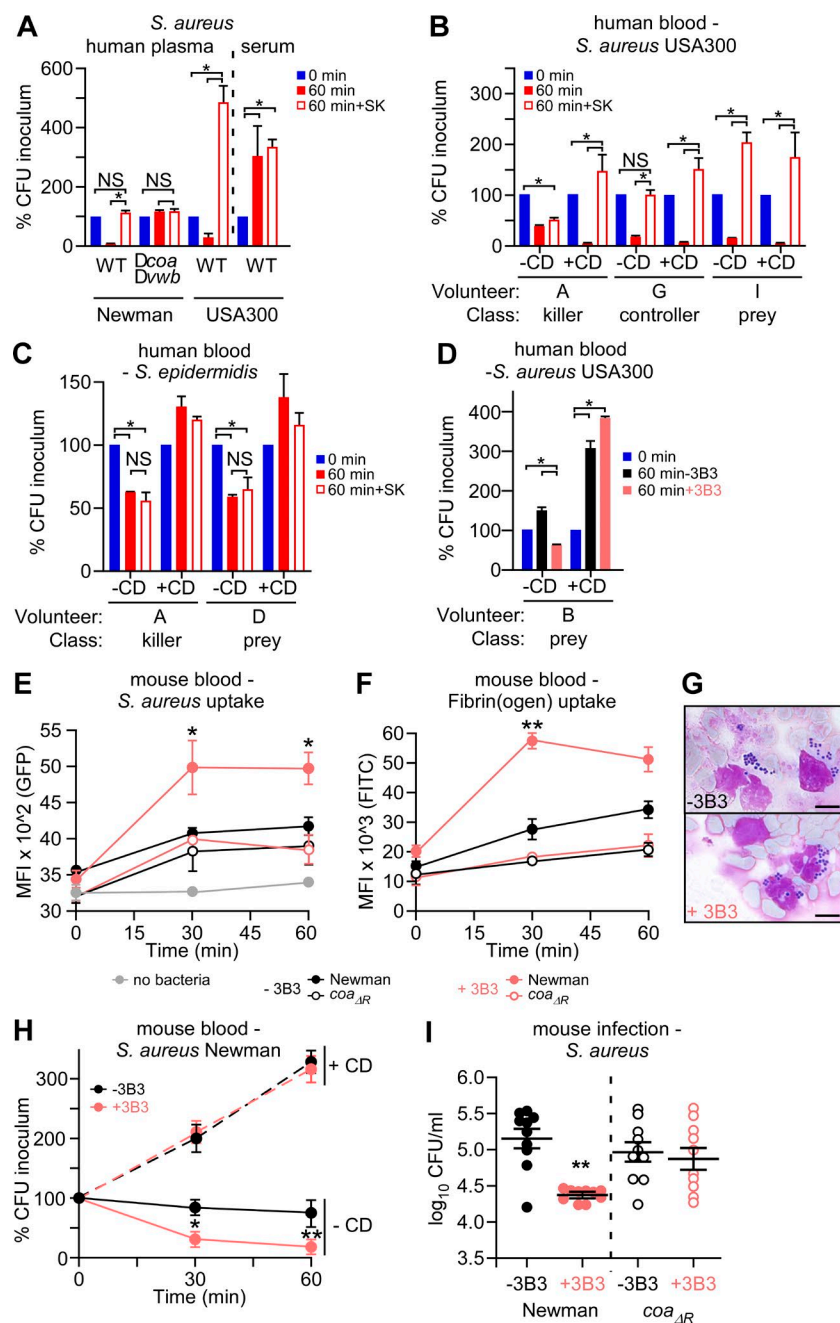 A
S. aureus
human plasma
serum
% CFU inoculum
600
400
200
100
0
0 min
60 min
60 min+SK
NS
*
NS
*
*
WT
Dcoa
Dvwb
WT
WT
Newman
USA300
B
human blood -
S. aureus USA300
% CFU inoculum
300
200
150
100
50
0
0 min
60 min
60 min+SK
*
*
NS
*
*
*
*
-CD
+CD
-CD
+CD
-CD
+CD
Volunteer:
A
G
I
Class:
killer
controller
prey
C
human blood
- S. epidermidis
% CFU inoculum
150
100
50
0
*
NS
*
NS
0 min
60 min
60 min+SK
-CD
+CD
-CD
+CD
Volunteer:
A
D
Class:
killer
prey
D
human blood
-S. aureus USA300
% CFU inoculum
400
300
200
100
0
*
*
0 min
60 min-3B3
60 min+3B3
-CD
+CD
Volunteer:
B
Class:
prey
E
mouse blood -
S. aureus uptake
MFI x 10^2 (GFP)
55
50
45
40
35
30
*
*
0
30
60
Time (min)
F
mouse blood -
Fibrin(ogen) uptake
MFI x 10^3 (FITC)
60
50
40
30
20
10
0
**
0
30
60
Time (min)
G
-3B3
+ 3B3
no bacteria
- 3B3
Newman
coaΔR
+ 3B3
Newman
coaΔR
H
mouse blood -
S. aureus Newman
% CFU inoculum
300
200
100
0
-3B3
+3B3
+ CD
- CD
*
**
0
30
60
Time (min)
I
mouse infection -
S. aureus
log10 CFU/ml
6.0
5.5
5.0
4.5
4.0
3.5
**
-3B3
+3B3
-3B3
+3B3
Newman
coaΔR